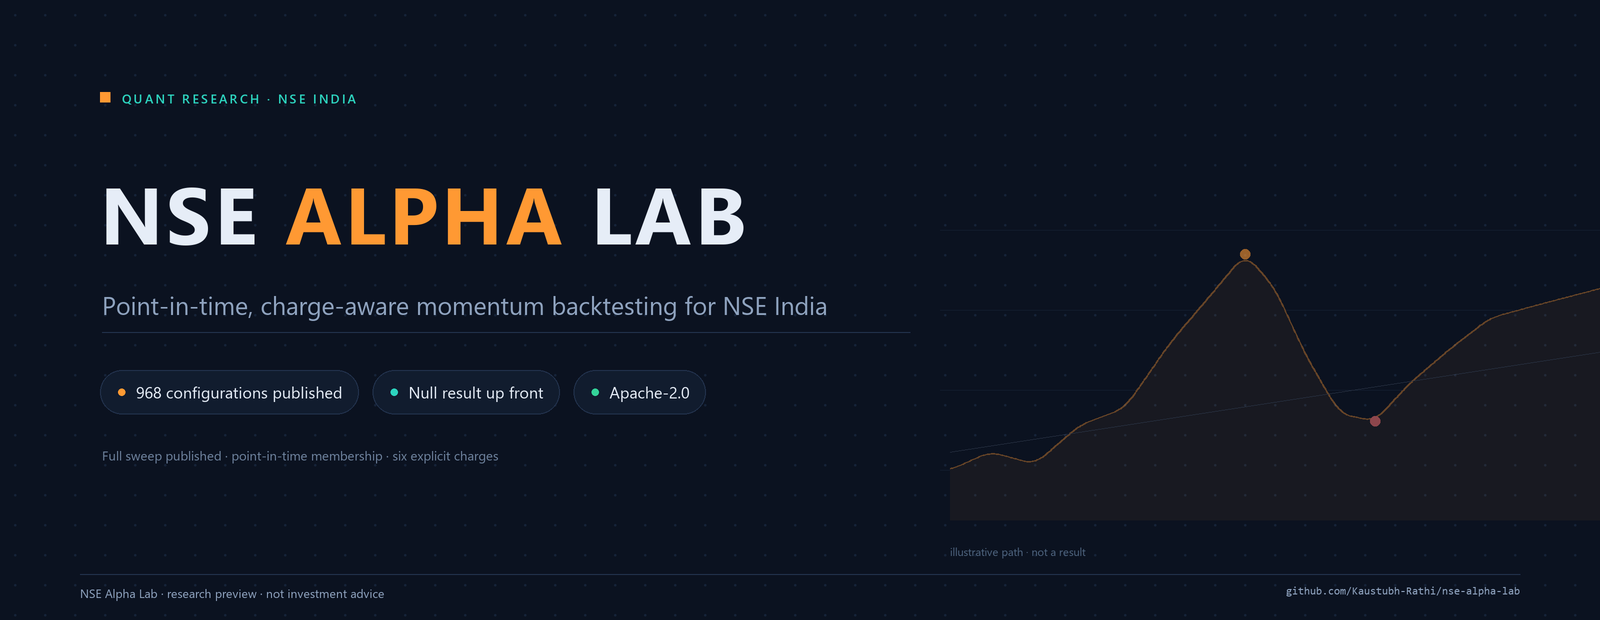 QUANT RESEARCH · NSE INDIA
NSE ALPHA LAB
Point-in-time, charge-aware momentum backtesting for NSE India
968 configurations published
Null result up front
Apache-2.0
Full sweep published · point-in-time membership · six explicit charges
illustrative path · not a result
NSE Alpha Lab · research preview · not investment advice
github.com/Kaustubh-Rathi/nse-alpha-lab